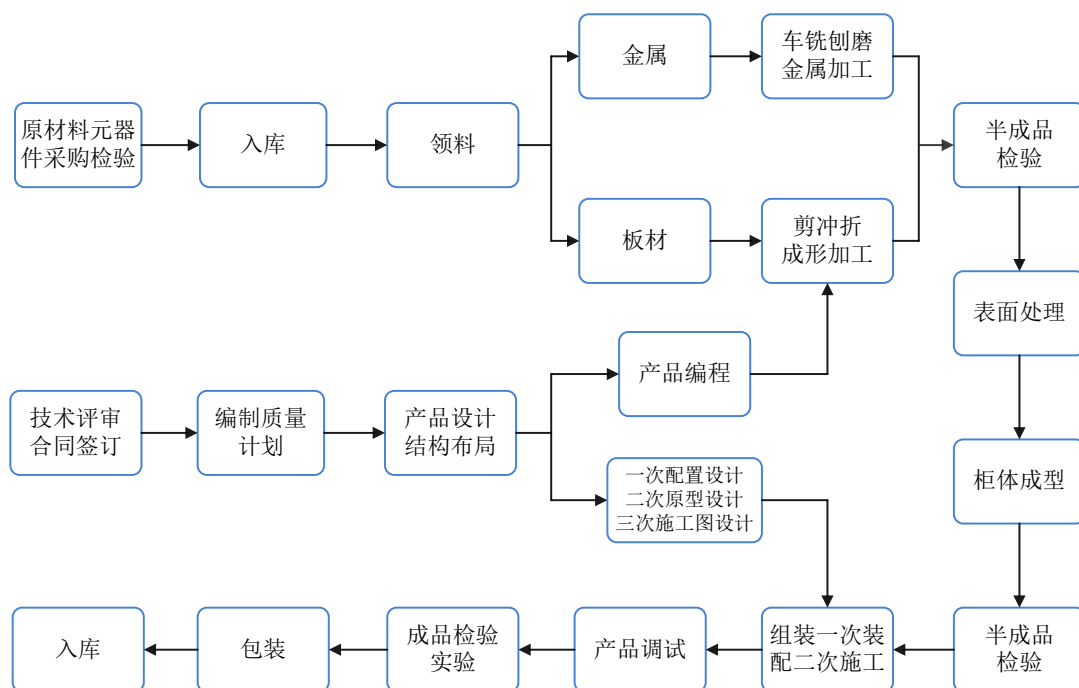 金属
车铣刨磨
金属加工
原材料元器
件采购检验
入库
领料
半成品
检验
板材
剪冲折
成形加工
表面处理
产品编程
技术评审
合同签订
编制质量
计划
产品设计
结构布局
一次配置设计
二次原型设计
三次施工图设计
柜体成型
入库
包装
成品检验
实验
产品调试
组装一次装
配二次施工
半成品
检验